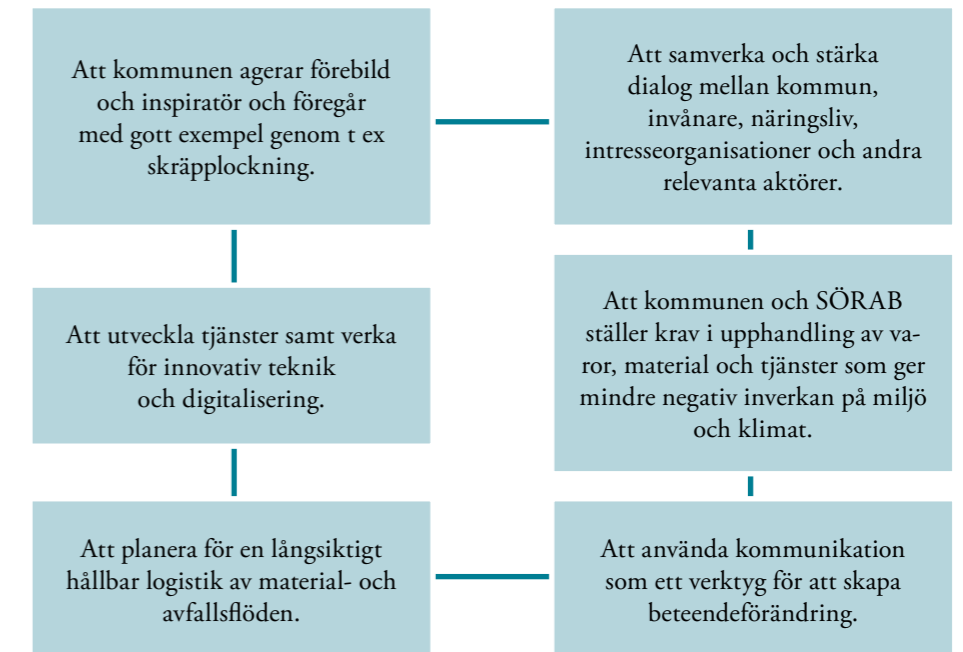 Att kommunen agerar förebild
och inspiratör och föregår
med gott exempel genom t ex
skräpplockning.
Att samverka och stärka
dialog mellan kommun,
invånare, näringsliv,
intresseorganisationer och andra
relevanta aktörer.
Att utveckla tjänster samt verka
för innovativ teknik
och digitalisering.
Att kommunen och SÖRAB
ställer krav i upphandling av va-
ror, material och tjänster som ger
mindre negativ inverkan på miljö
och klimat.
Att planera för en långsiktigt
hållbar logistik av material- och
avfallsflöden.
Att använda kommunikation
som ett verktyg för att skapa
beteendeförändring.